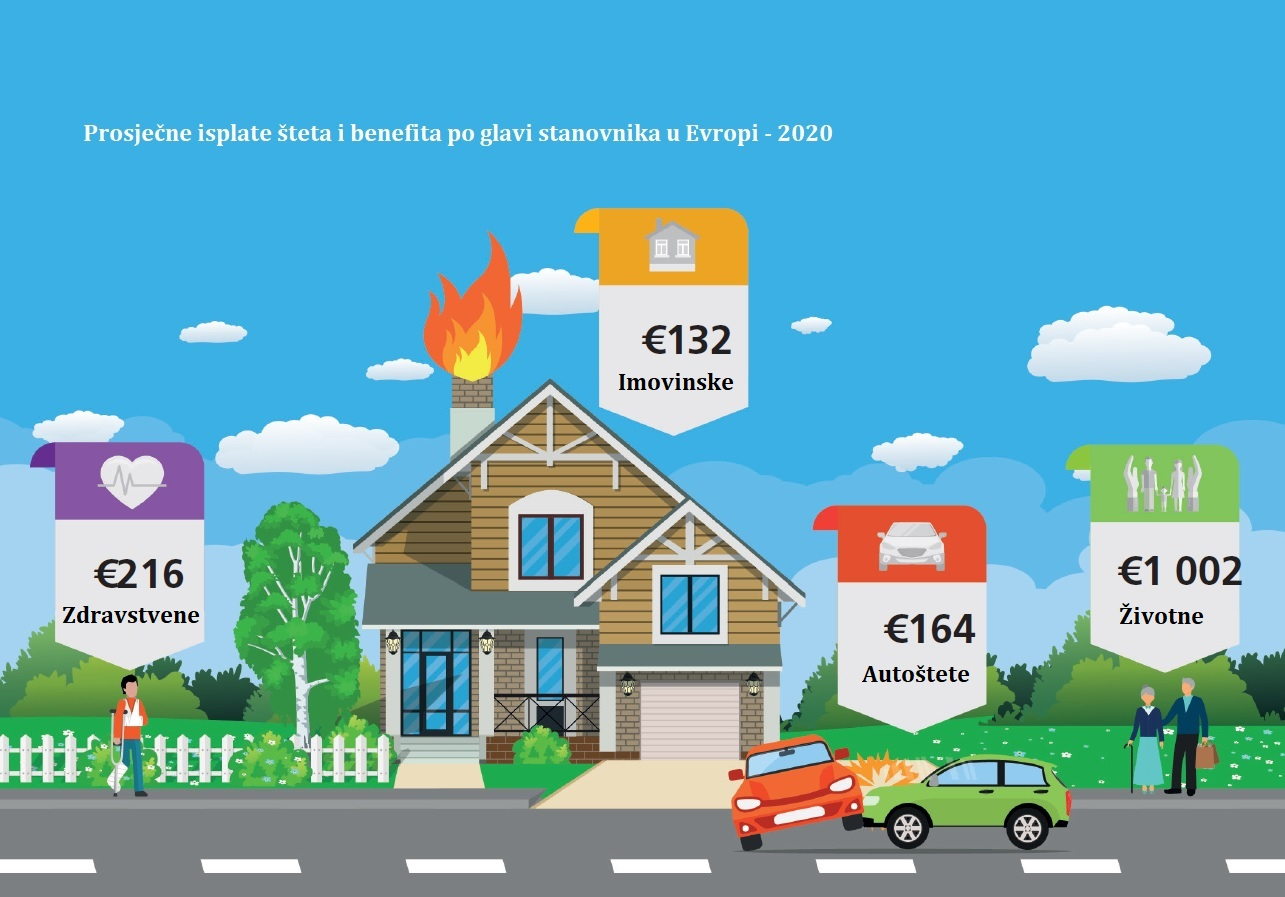 Prosječne isplate šteta i benefita po glavi stanovnika u Evropi - 2020
€132
Imovinske
€216
Zdravstvene
€164
Autoštete
€1 002
Životne